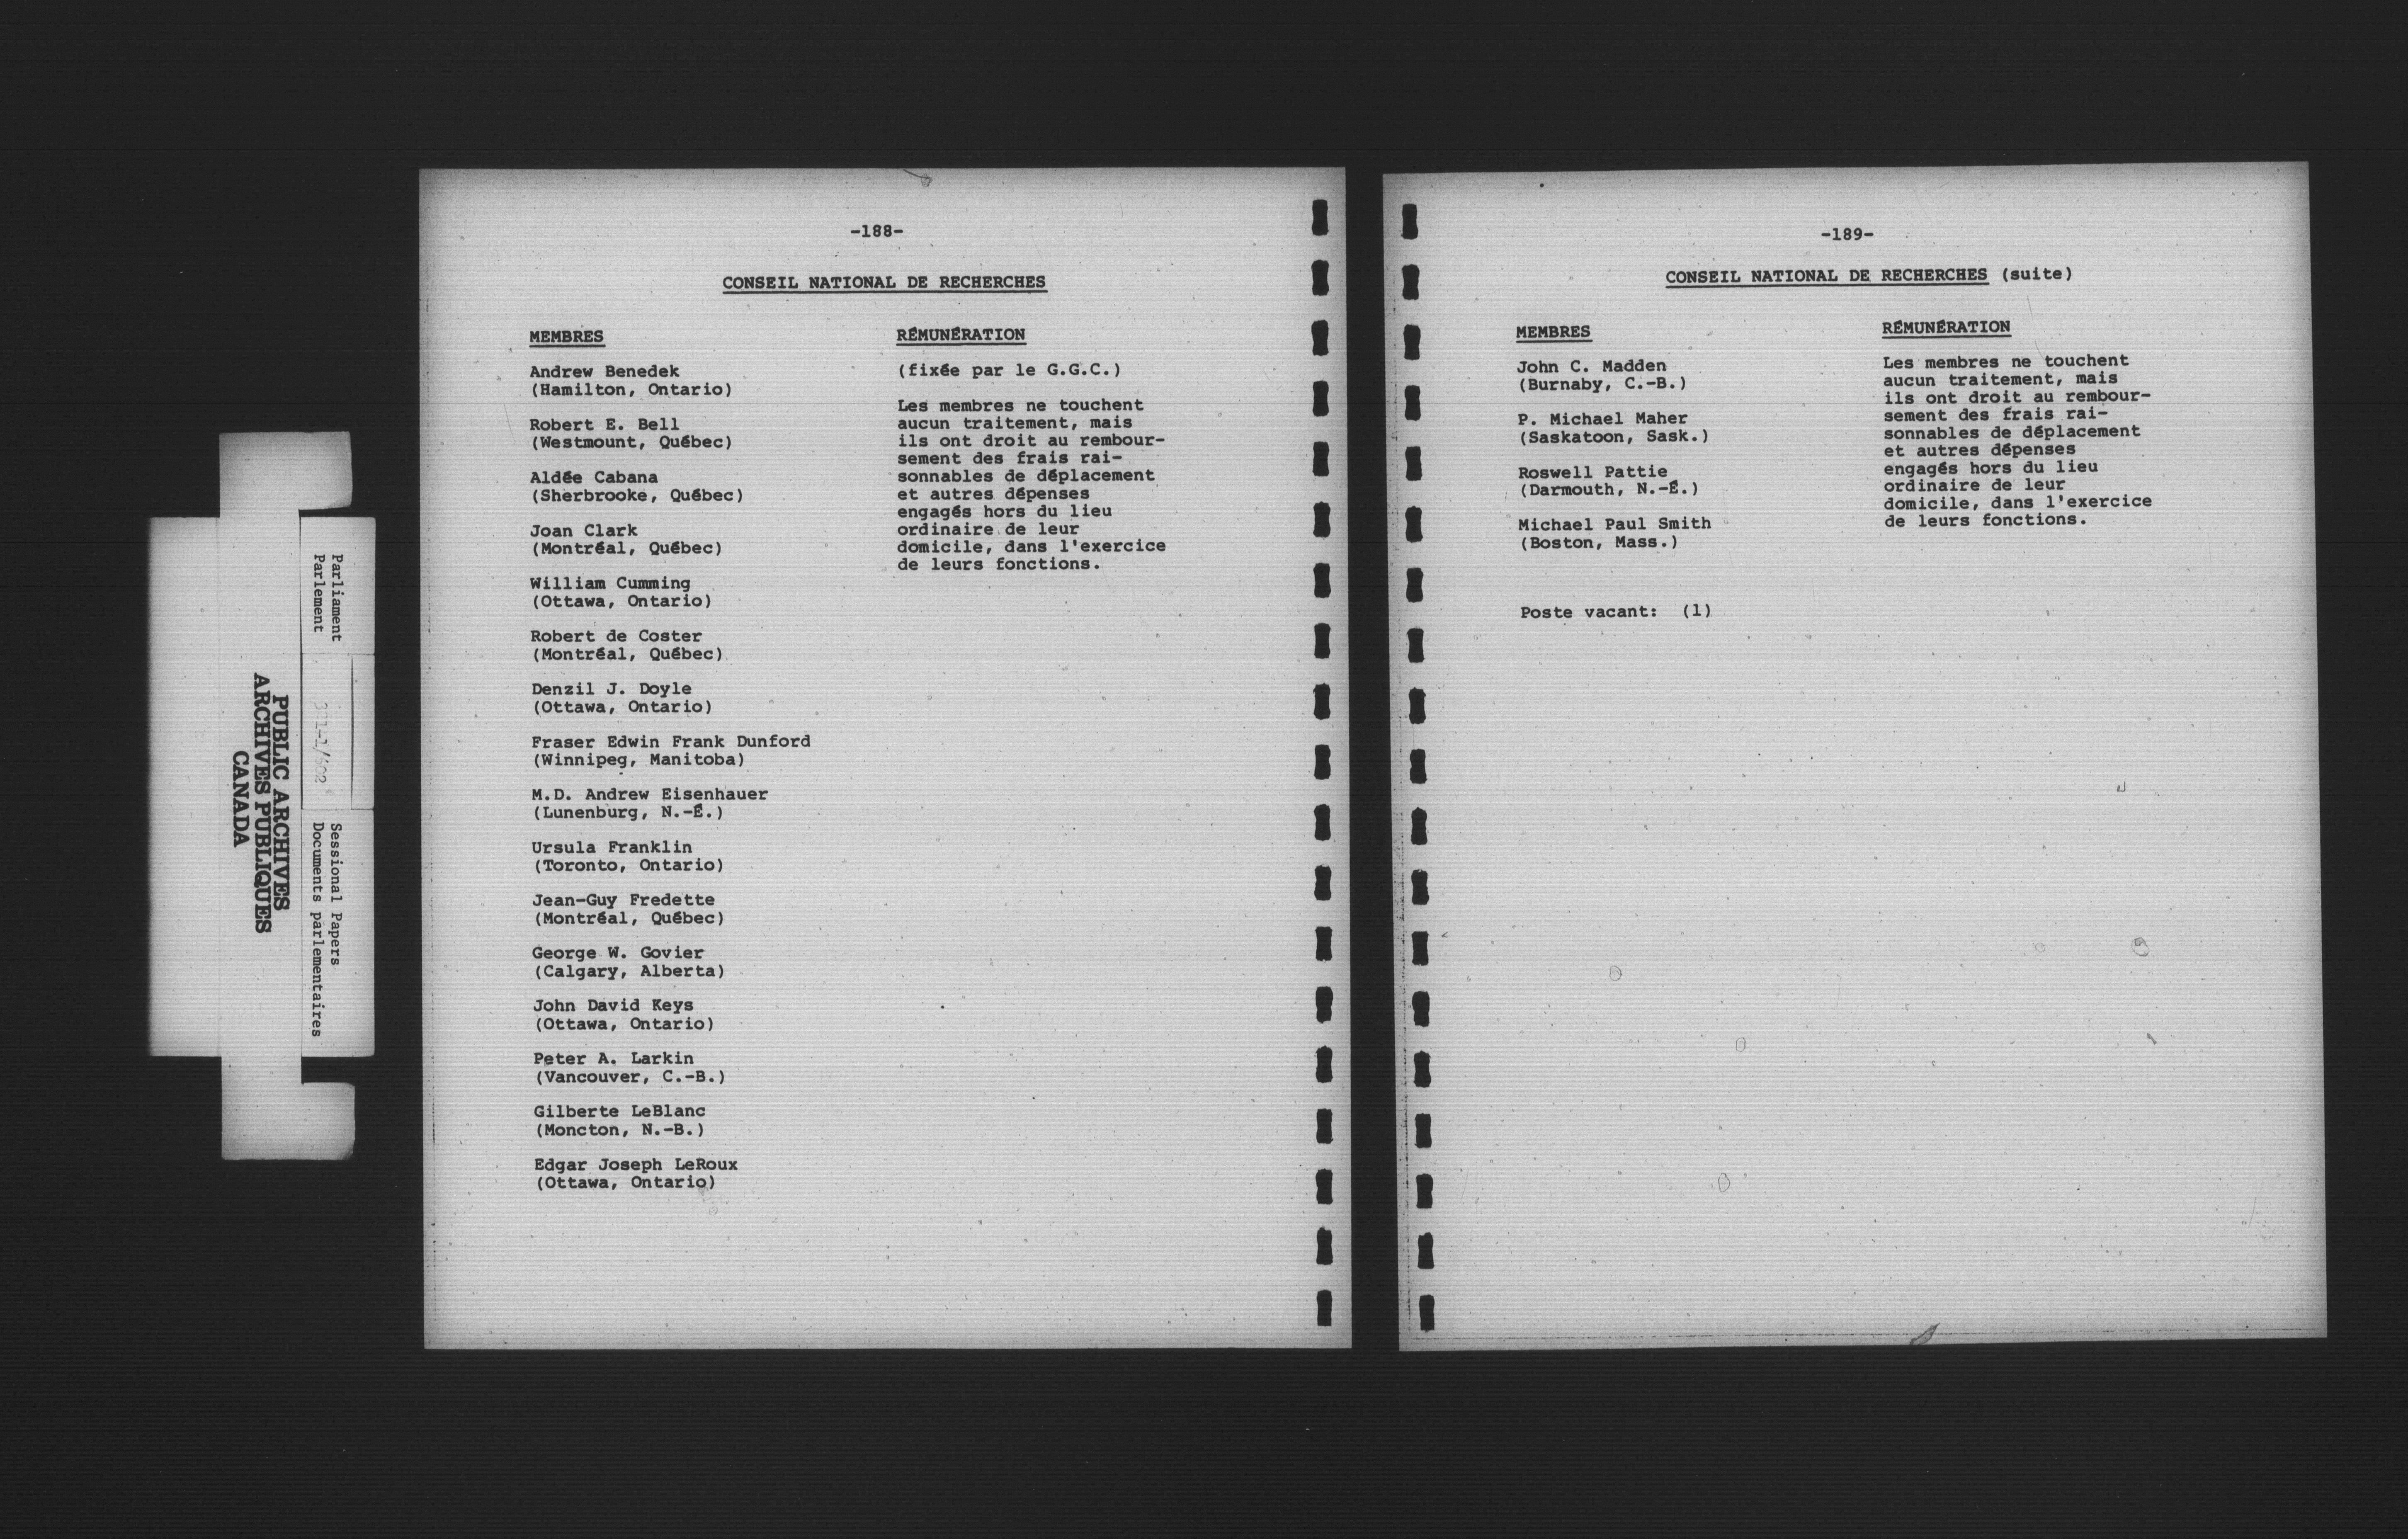 Parliament
Parlement
Sessional Papers
Documents parlementaires
PUBLIC ARCHIVES
ARCHIVES PUBLIQUES
CANADA
-188-
CONSEIL NATIONAL DE RECHERCHES
MEMBRES
Andrew Benedek
(Hamilton, Ontario)
Robert E. Bell
(Westmount, Québec)
Aldée Cabana
(Sherbrooke, Québec)
Joan Clark
(Montréal, Québec)
William Cumming
(Ottawa, Ontario)
Robert de Coster
(Montréal, Québec)
Denzil J. Doyle
(Ottawa, Ontario)
Fraser Edwin Frank Dunford
(Winnipeg, Manitoba)
M.D. Andrew Eisenhauer
(Lunenburg, N.-É.)
Ursula Franklin
(Toronto, Ontario)
Jean-Guy Fredette
(Montréal, Québec)
George W. Govier
(Calgary, Alberta)
John David Keys
(Ottawa, Ontario)
Peter A. Larkin
(Vancouver, C.-B.)
Gilberte LeBlanc
(Moncton, N.-B.)
Edgar Joseph LeRoux
(Ottawa, Ontario)
RÉMUNÉRATION
(fixée par le G.G.C.)
Les membres ne touchent
aucun traitement, mais
ils ont droit au rembour-
sement des frais rai-
sonnables de déplacement
et autres dépenses
engagés hors du lieu
ordinaire de leur
domicile, dans l'exercice
de leurs fonctions.
-189-
CONSEIL NATIONAL DE RECHERCHES (suite)
MEMBRES
John C. Madden
(Burnaby, C.-B.)
P. Michael Maher
(Saskatoon, Sask.)
Roswell Pattie
(Darmouth, N.-É.)
Michael Paul Smith
(Boston, Mass.)
Poste vacant: (1)
RÉMUNÉRATION
Les membres ne touchent
aucun traitement, mais
ils ont droit au rembour-
sement des frais rai-
sonnables de déplacement
et autres dépenses
engagés hors du lieu
ordinaire de leur
domicile, dans l'exercice
de leurs fonctions.